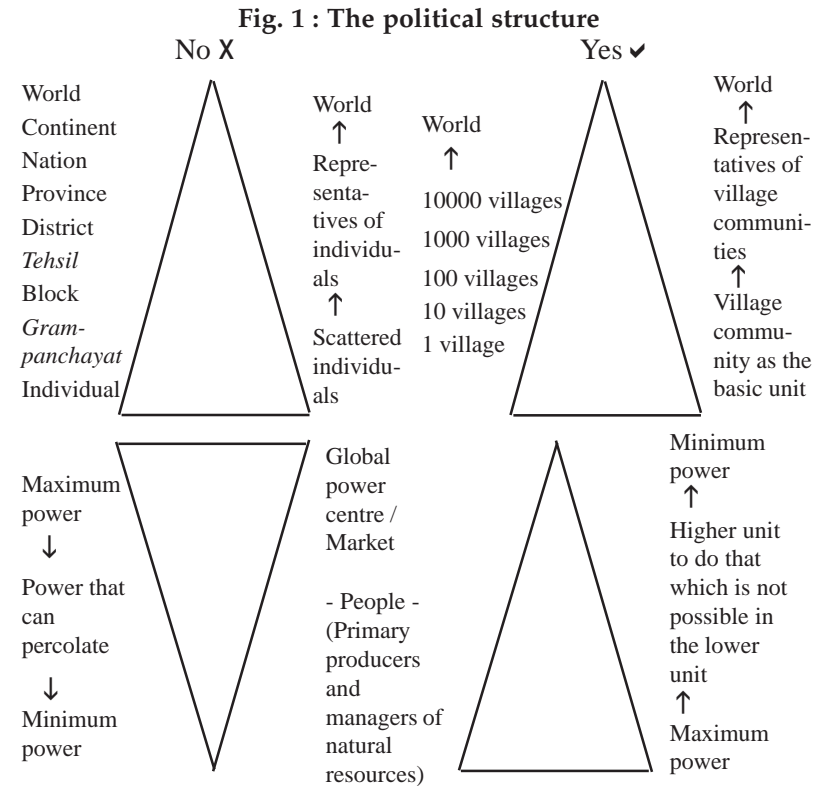 Fig. 1 : The political structure
No X
World
Continent
Nation
Province
District
Tehsil
Block
Gram-
panchayat
Individual
World
↑
Repre-
senta-
tives of
individu-
als
↑
Scattered
individu-
als
Yes ✔
World
↑
10000 villages
1000 villages
100 villages
10 villages
1 village
World
↑
Represen-
tatives of
village
communi-
ties
↑
Village
commu-
nity as the
basic unit
Maximum
power
↓
Power that
can
percolate
↓
Minimum
power
Global
power
centre /
Market
- People -
(Primary
producers
and
managers of
natural
resources)
Minimum
power
↑
Higher unit
to do that
which is not
possible in
the lower
unit
↑
Maximum
power